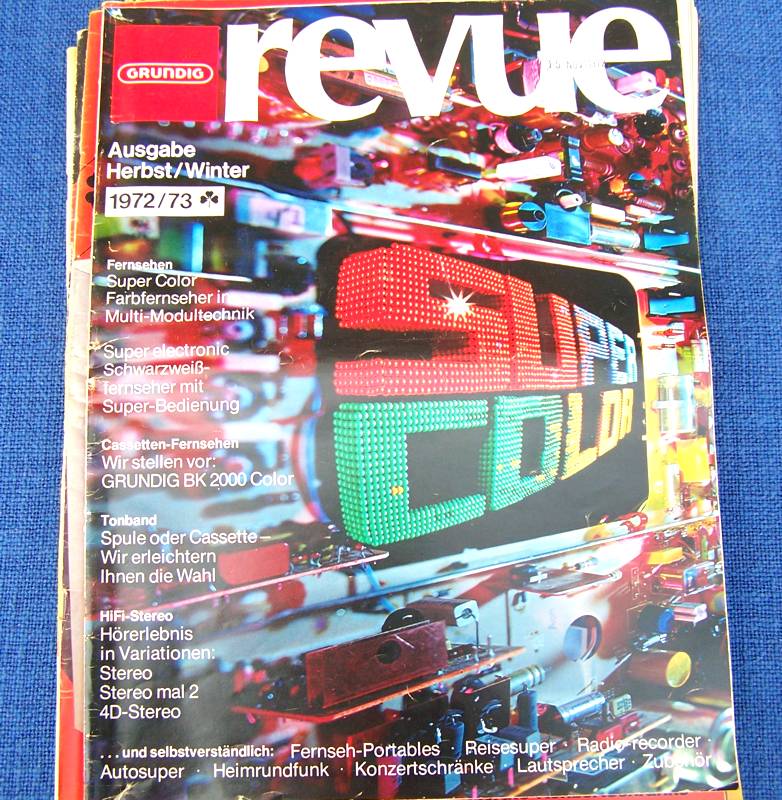 GRUNDIG
revue
Ausgabe
Herbst/Winter
1972/73
Fernsehen
Super Color
Farbfernseher in
Multi-Modultechnik
Super electronic
Schwarzweiß-
fernseher mit
Super-Bedienung
Cassetten-Fernsehen
Wir stellen vor:
GRUNDIG BK 2000 Color
Tonband
Spule oder Cassette –
Wir erleichtern
Ihnen die Wahl
HiFi-Stereo
Hörerlebnis
in Variationen:
Stereo
Stereo mal 2
4D-Stereo
SUPER
COLOR
...und selbstverständlich: Fernseh-Portables · Reisesuper · Radio-recorder ·
Autosuper · Heimrundfunk · Konzertschränke · Lautsprecher · Zubehör